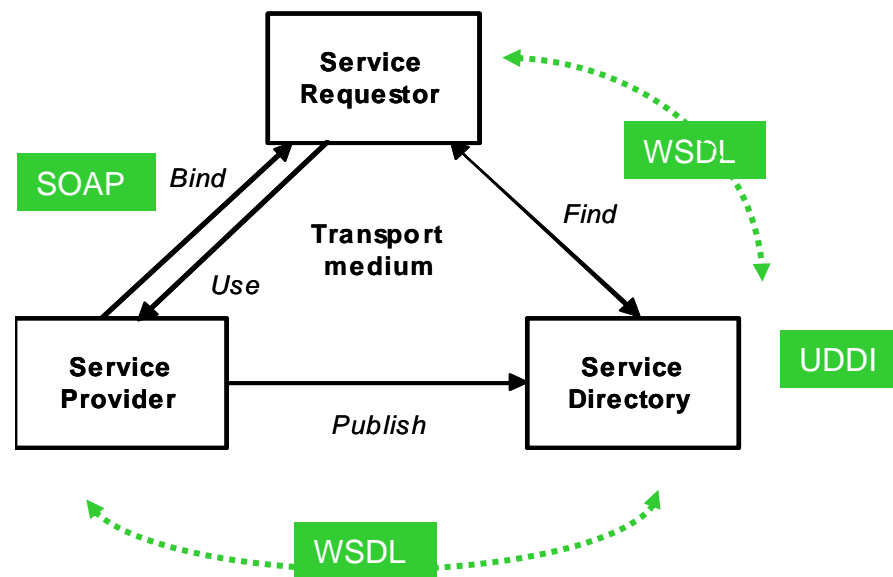 Service
Requestor
WSDL
SOAP
Bind
Find
Transport
medium
Use
Service
Provider
Service
Directory
UDDI
Publish
WSDL